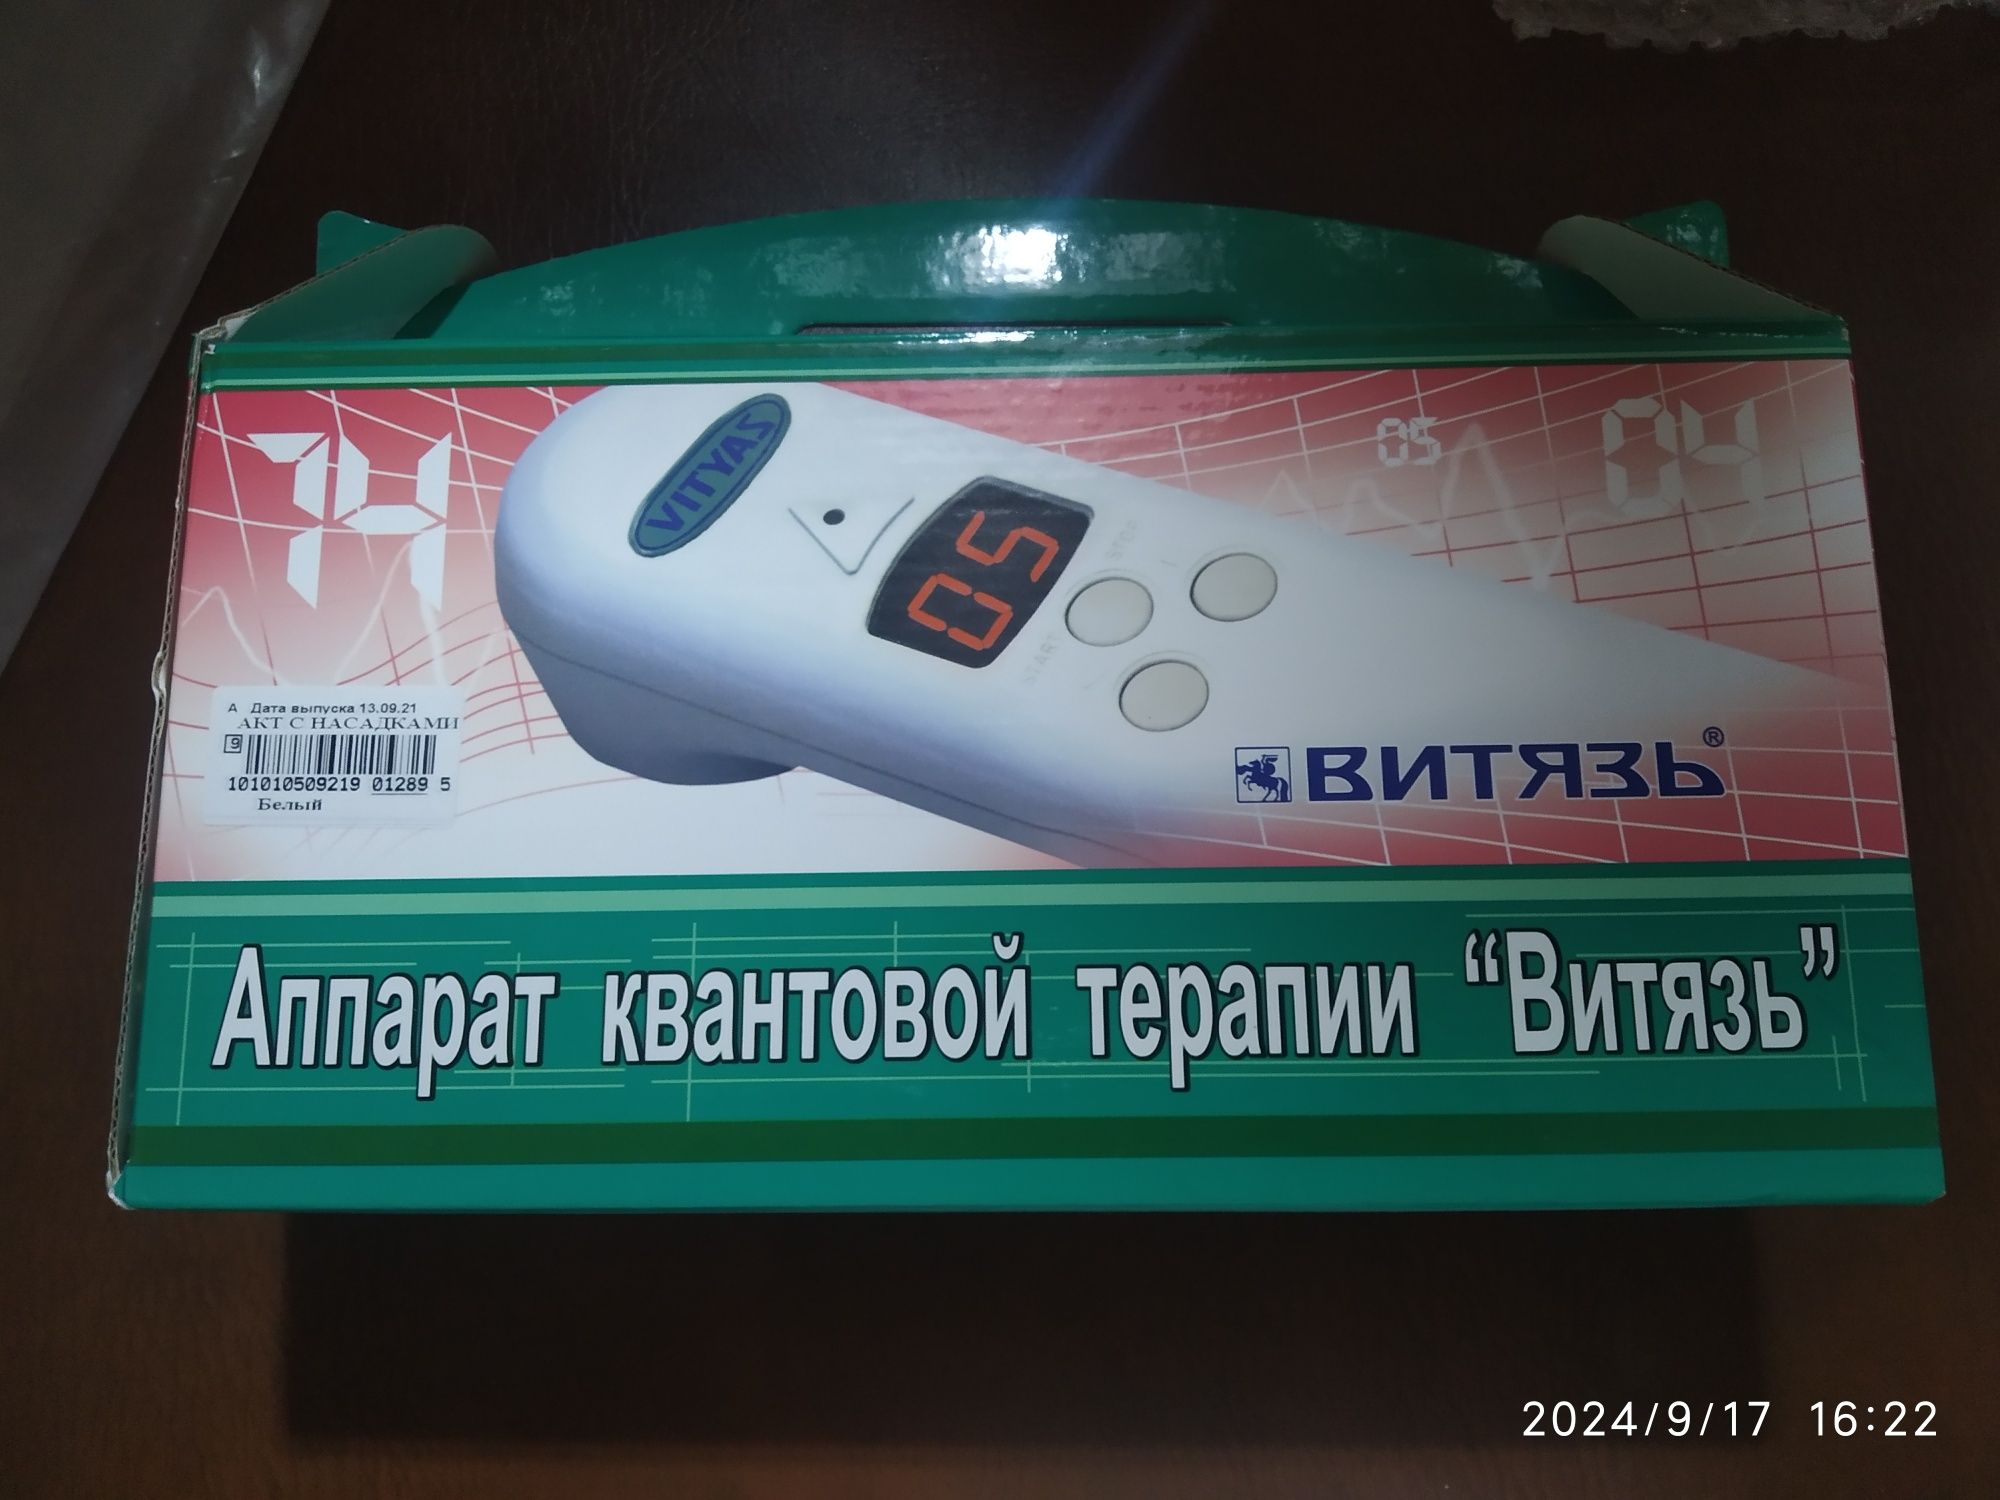 74
05
04
VITYAS
05
STOP
START
А Дата выпуска 13.09.21
АКТ С НАСАДКАМИ
9
101010509219 01289 5
Белый
ВИТЯЗЬ®
Аппарат квантовой терапии “Витязь”
2024/9/17 16:22